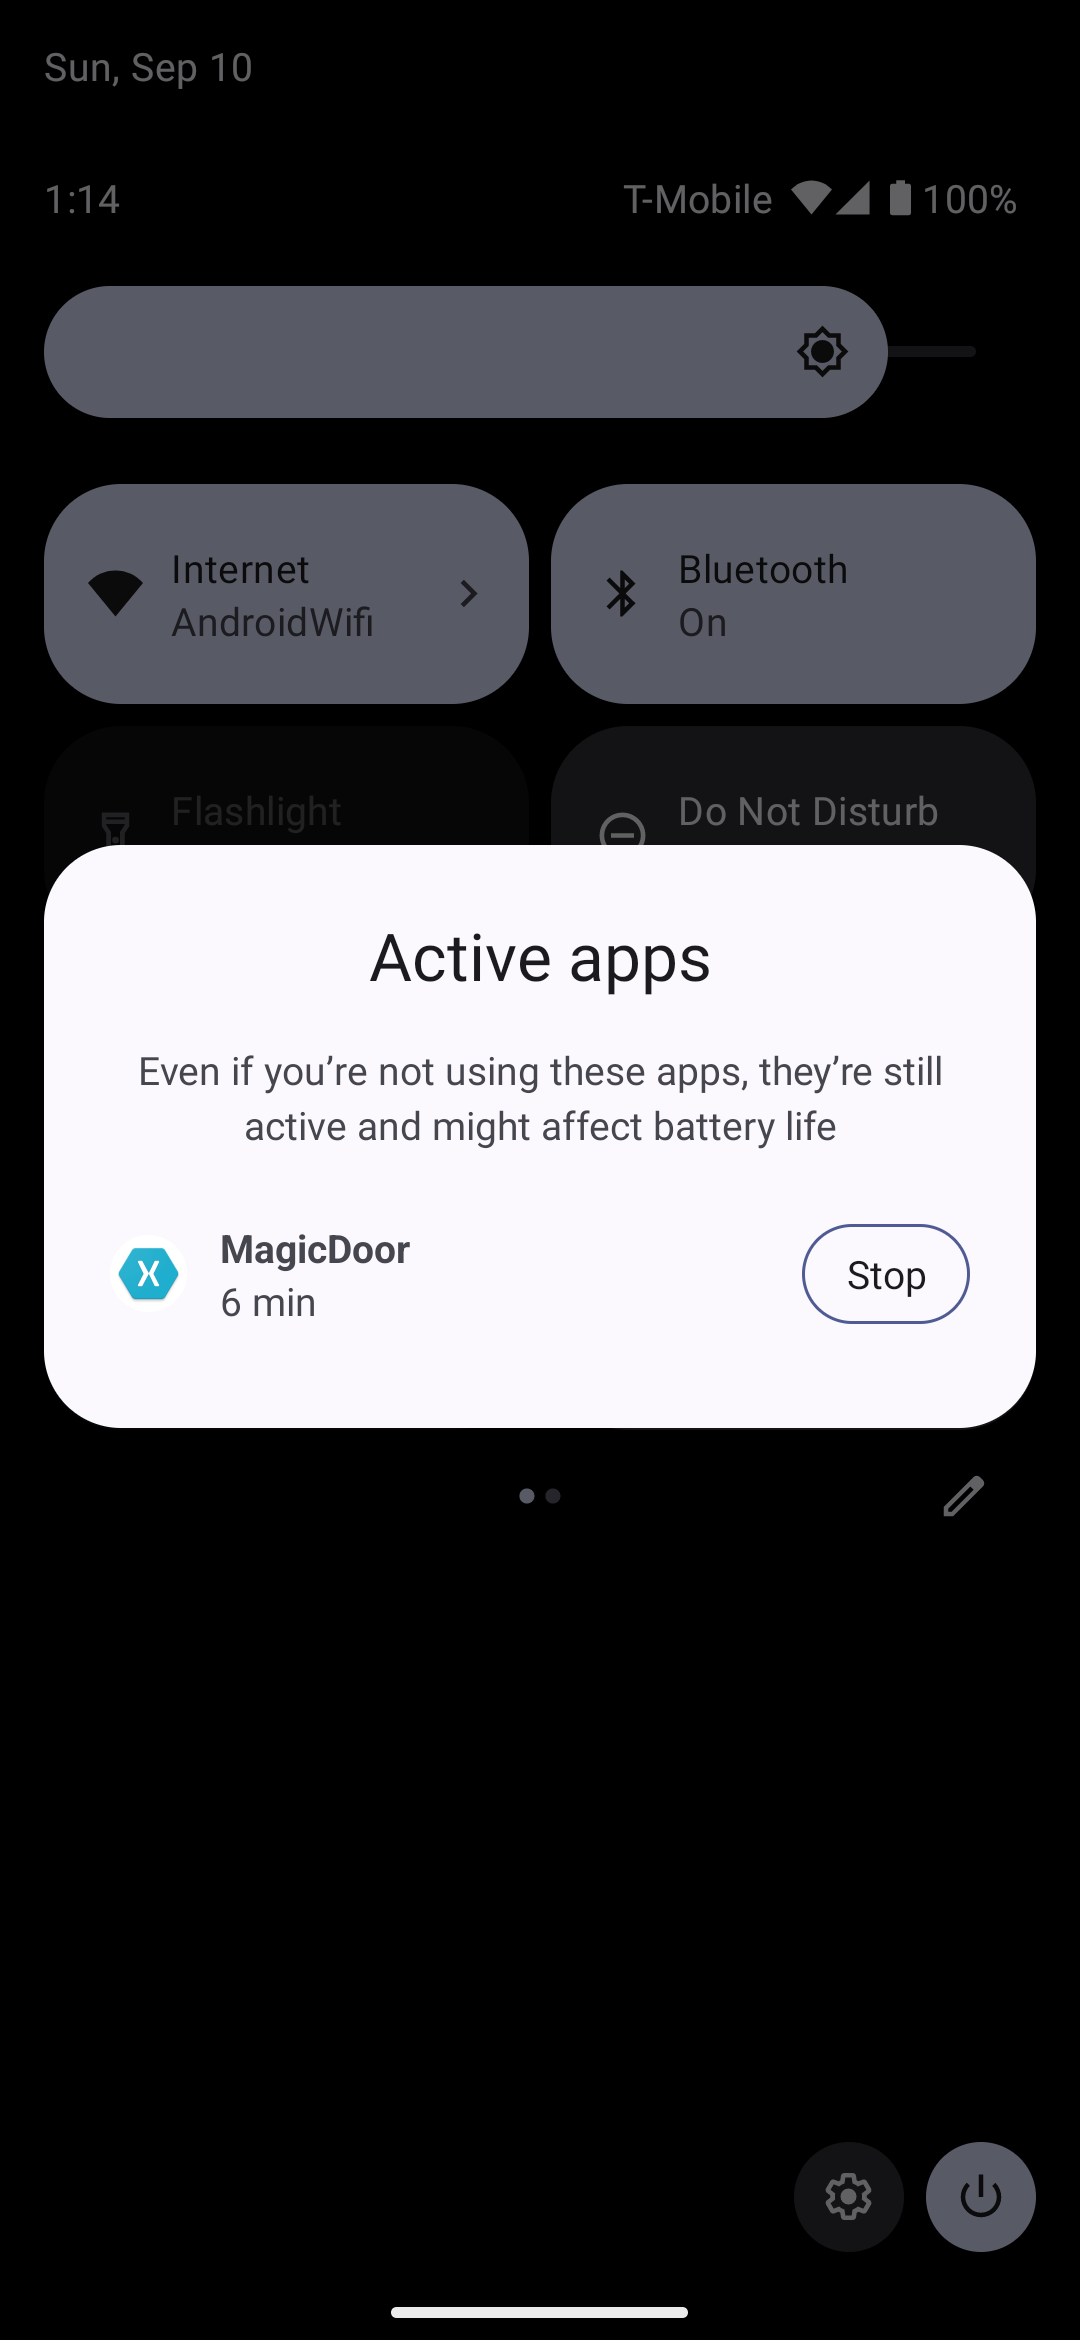 Sun, Sep 10
1:14
T-Mobile
100%
Internet
AndroidWifi
Bluetooth
On
Flashlight
Do Not Disturb
Active apps
Even if you’re not using these apps, they’re still
active and might affect battery life
MagicDoor
6 min
Stop